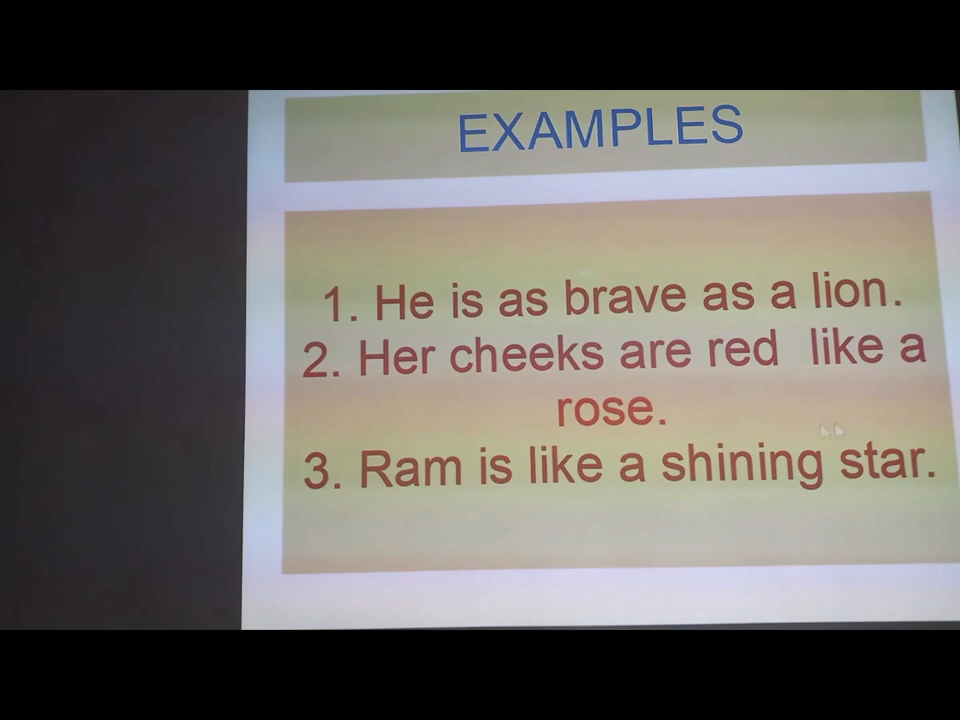 EXAMPLES
1. He is as brave as a lion.
2. Her cheeks are red like a
rose.
3. Ram is like a shining star.